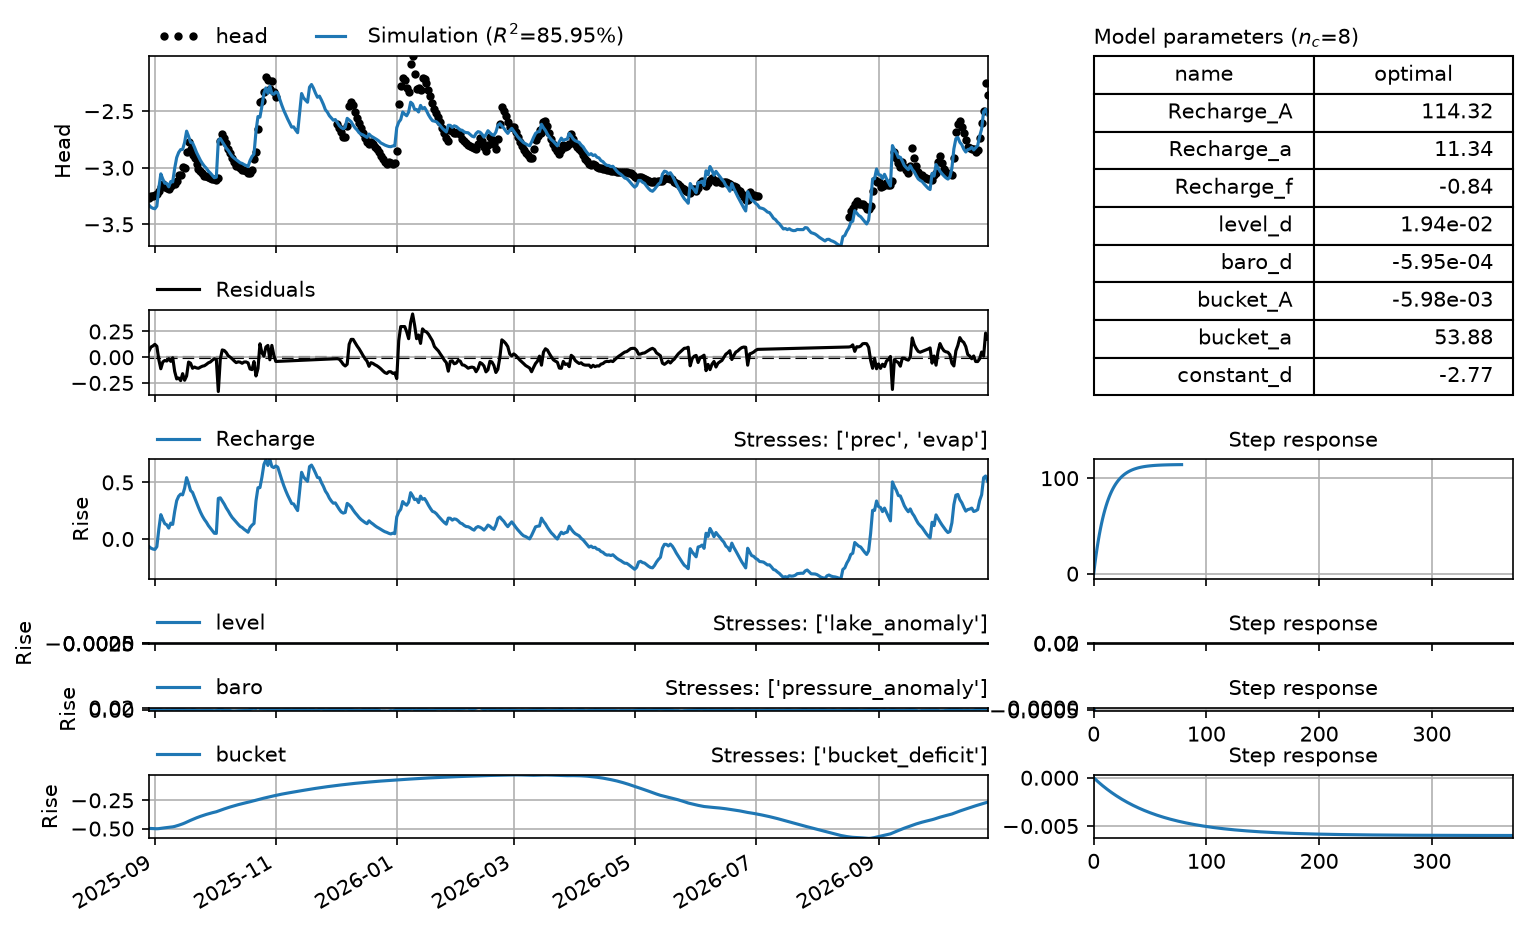 head Simulation (R²=85.95%)
Head
−2.5
−3.0
−3.5
Model parameters (n_c=8)
name optimal
Recharge_A 114.32
Recharge_a 11.34
Recharge_f -0.84
level_d 1.94e-02
baro_d -5.95e-04
bucket_A -5.98e-03
bucket_a 53.88
constant_d -2.77
Residuals
0.25
0.00
−0.25
Recharge Stresses: ['prec', 'evap']
Rise
0.5
0.0
Step response
100
0
level Stresses: ['lake_anomaly']
Rise
Step response
baro Stresses: ['pressure_anomaly']
Rise
Step response
0 100 200 300
bucket Stresses: ['bucket_deficit']
Rise
−0.25
−0.50
2025-09 2025-11 2026-01 2026-03 2026-05 2026-07 2026-09
Step response
0.000
−0.005
0 100 200 300